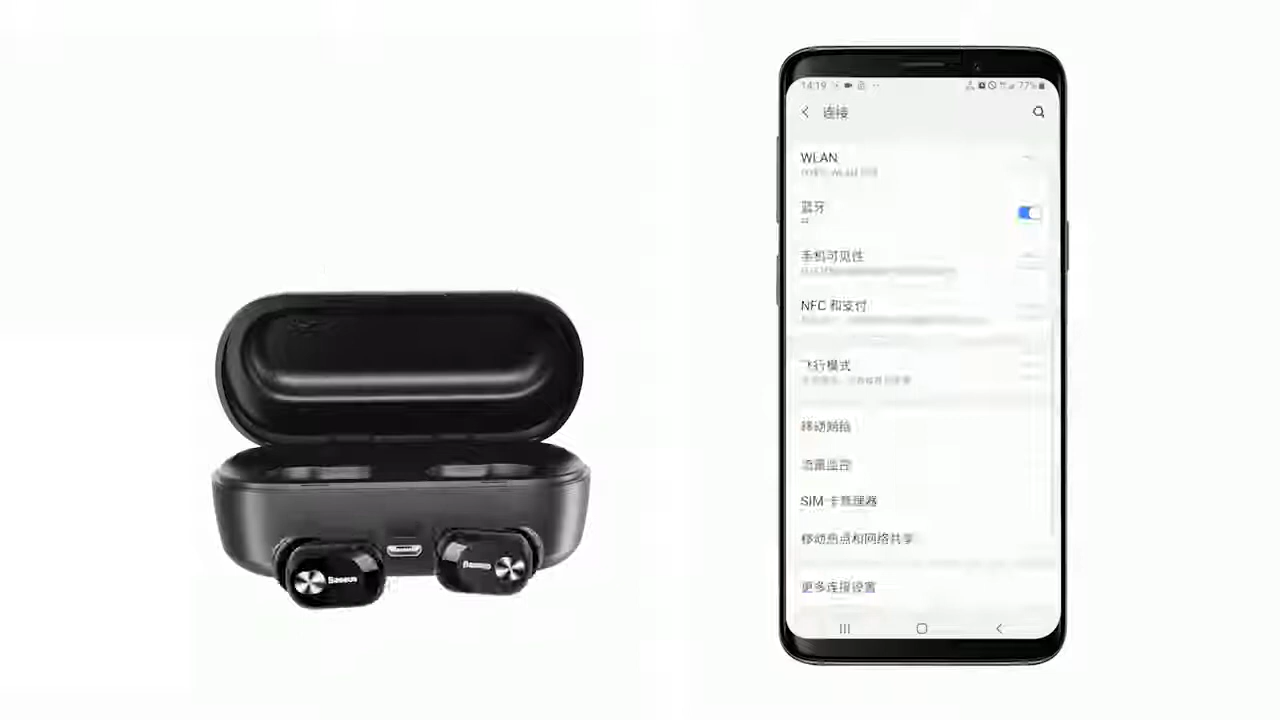 Baseus
Baseus
14:19
77%
连接
WLAN
蓝牙
手机可见性
NFC 和支付
飞行模式
移动网络
流量监控
SIM 卡管理器
移动热点和网络共享
更多连接设置